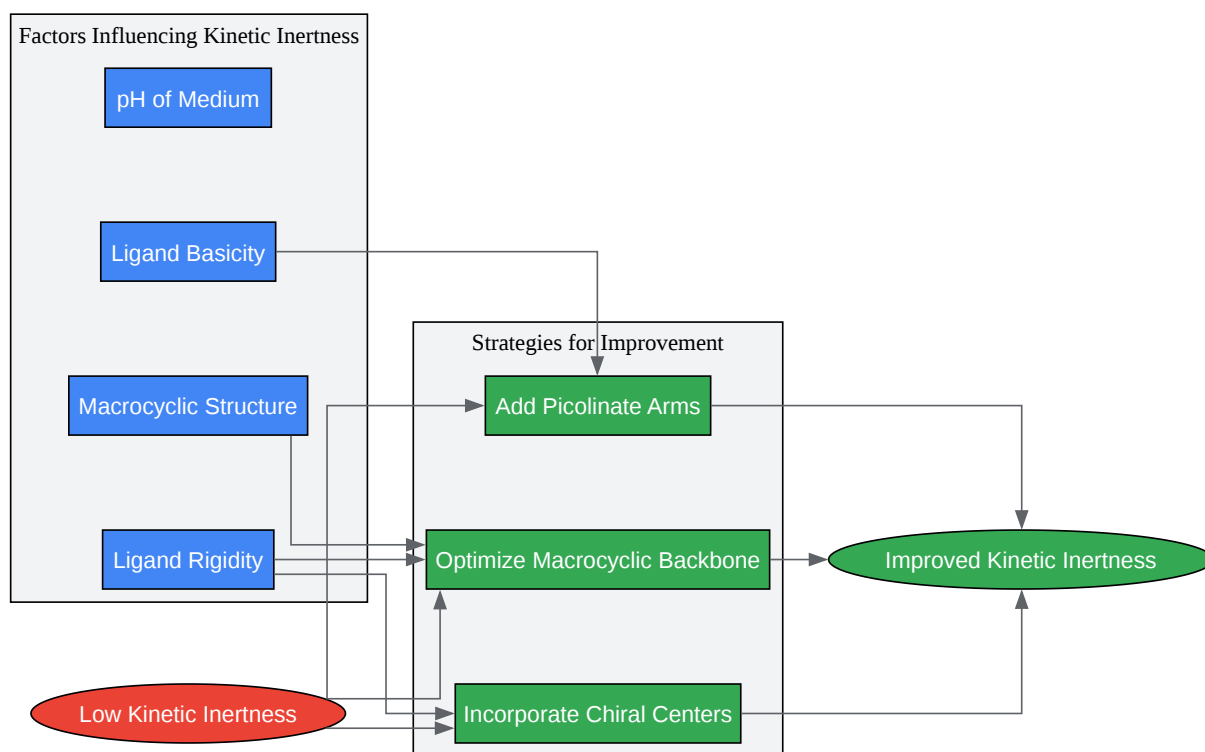 Factors Influencing Kinetic Inertness
pH of Medium
Ligand Basicity
Macrocyclic Structure
Ligand Rigidity
Low Kinetic Inertness
Strategies for Improvement
Add Picolinate Arms
Optimize Macrocyclic Backbone
Incorporate Chiral Centers
Improved Kinetic Inertness